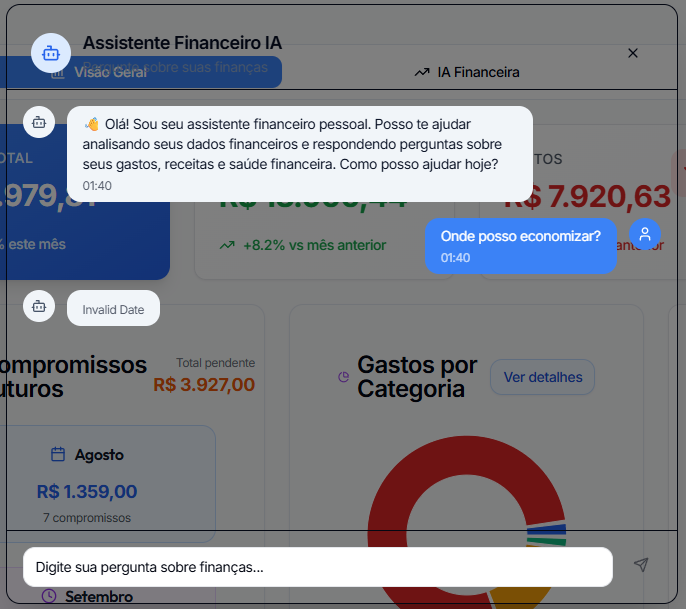 Assistente Financeiro IA
Pergunte sobre suas finanças
Visão Geral
IA Financeira
👋 Olá! Sou seu assistente financeiro pessoal. Posso te ajudar
analisando seus dados financeiros e respondendo perguntas sobre
seus gastos, receitas e saúde financeira. Como posso ajudar hoje?
01:40
OTAL
TOS
R$ 7.920,63
este mês
+8.2% vs mês anterior
Onde posso economizar?
01:40
Invalid Date
ompromissos
uturos
Total pendente
R$ 3.927,00
Gastos por
Categoria
Ver detalhes
Agosto
R$ 1.359,00
7 compromissos
Digite sua pergunta sobre finanças...
Setembro